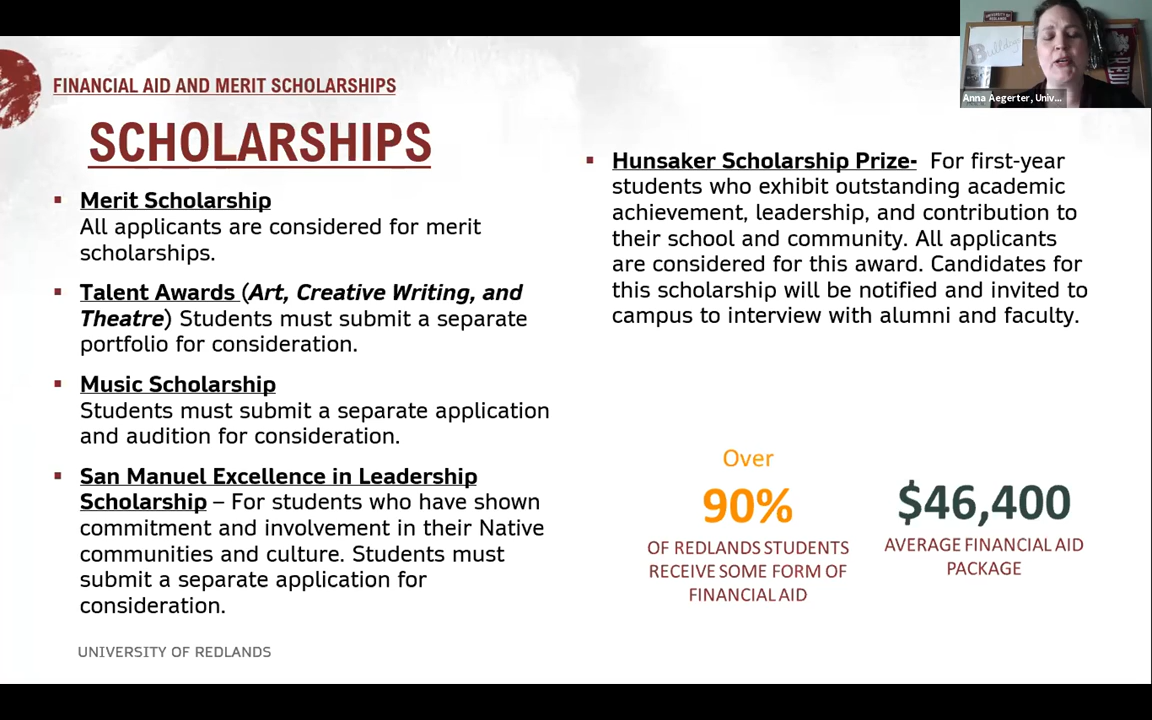 FINANCIAL AID AND MERIT SCHOLARSHIPS
SCHOLARSHIPS
Merit Scholarship
All applicants are considered for merit
scholarships.
Talent Awards (Art, Creative Writing, and
Theatre) Students must submit a separate
portfolio for consideration.
Music Scholarship
Students must submit a separate application
and audition for consideration.
San Manuel Excellence in Leadership
Scholarship – For students who have shown
commitment and involvement in their Native
communities and culture. Students must
submit a separate application for
consideration.
UNIVERSITY OF REDLANDS
Hunsaker Scholarship Prize- For first-year
students who exhibit outstanding academic
achievement, leadership, and contribution to
their school and community. All applicants
are considered for this award. Candidates for
this scholarship will be notified and invited to
campus to interview with alumni and faculty.
Over
90%
OF REDLANDS STUDENTS
RECEIVE SOME FORM OF
FINANCIAL AID
$46,400
AVERAGE FINANCIAL AID
PACKAGE
Bulldogs
Anna Aegerter, Univ...